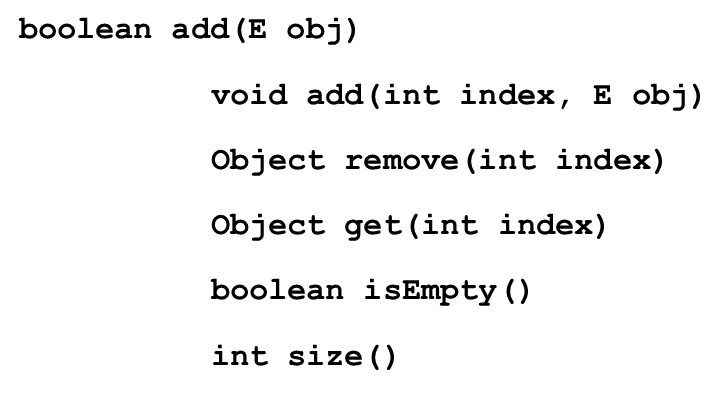 boolean add(E obj)
void add(int index, E obj)
Object remove(int index)
Object get(int index)
boolean isEmpty()
int size()